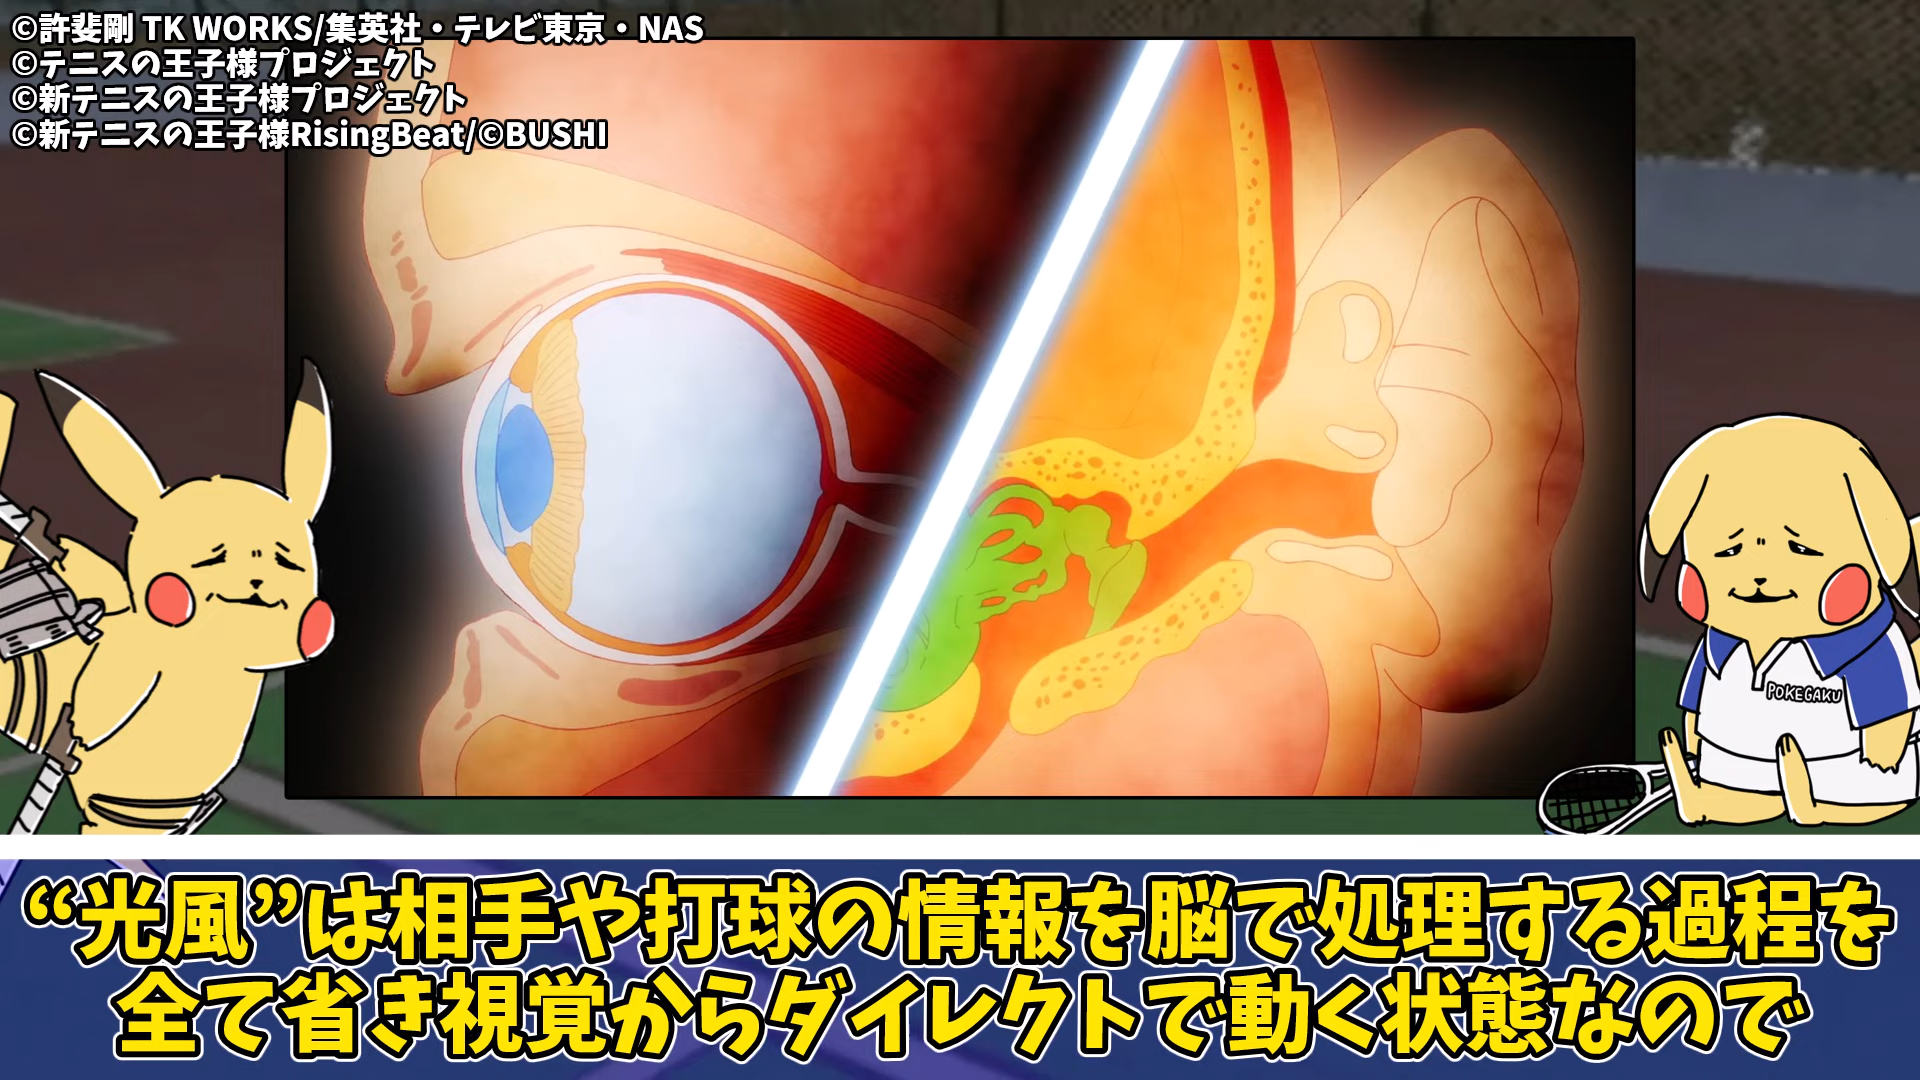 ©許斐剛 TK WORKS/集英社・テレビ東京・NAS
©テニスの王子様プロジェクト
©新テニスの王子様プロジェクト
©新テニスの王子様RisingBeat/©BUSHI
POKEGAKU
“光風”は相手や打球の情報を脳で処理する過程を
全て省き視覚からダイレクトで動く状態なので